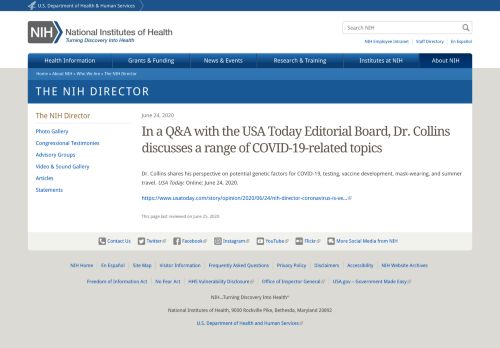 U.S. Department of Health & Human Services
NIH National Institutes of Health
Turning Discovery Into Health
Search NIH
NIH Employee Intranet Staff Directory En Español
Health Information Grants & Funding News & Events Research & Training Institutes at NIH About NIH
Home » About NIH » Who We Are » The NIH Director
THE NIH DIRECTOR
The NIH Director
Photo Gallery
Congressional Testimonies
Advisory Groups
Video & Sound Gallery
Articles
Statements
June 24, 2020
In a Q&A with the USA Today Editorial Board, Dr. Collins
discusses a range of COVID-19-related topics
Dr. Collins shares his perspective on potential genetic factors for COVID-19, testing, vaccine development, mask-wearing, and summer
travel. USA Today. Online: June 24, 2020.
https://www.usatoday.com/story/opinion/2020/06/24/nih-director-coronavirus-is-ve...
This page last reviewed on June 25, 2020
Contact Us Twitter Facebook Instagram YouTube Flickr More Social Media from NIH
NIH Home En Español Site Map Visitor Information Frequently Asked Questions Privacy Policy Disclaimers Accessibility NIH Website Archives
Freedom of Information Act No Fear Act HHS Vulnerability Disclosure Office of Inspector General USA.gov – Government Made Easy
NIH...Turning Discovery Into Health®
National Institutes of Health, 9000 Rockville Pike, Bethesda, Maryland 20892
U.S. Department of Health and Human Services